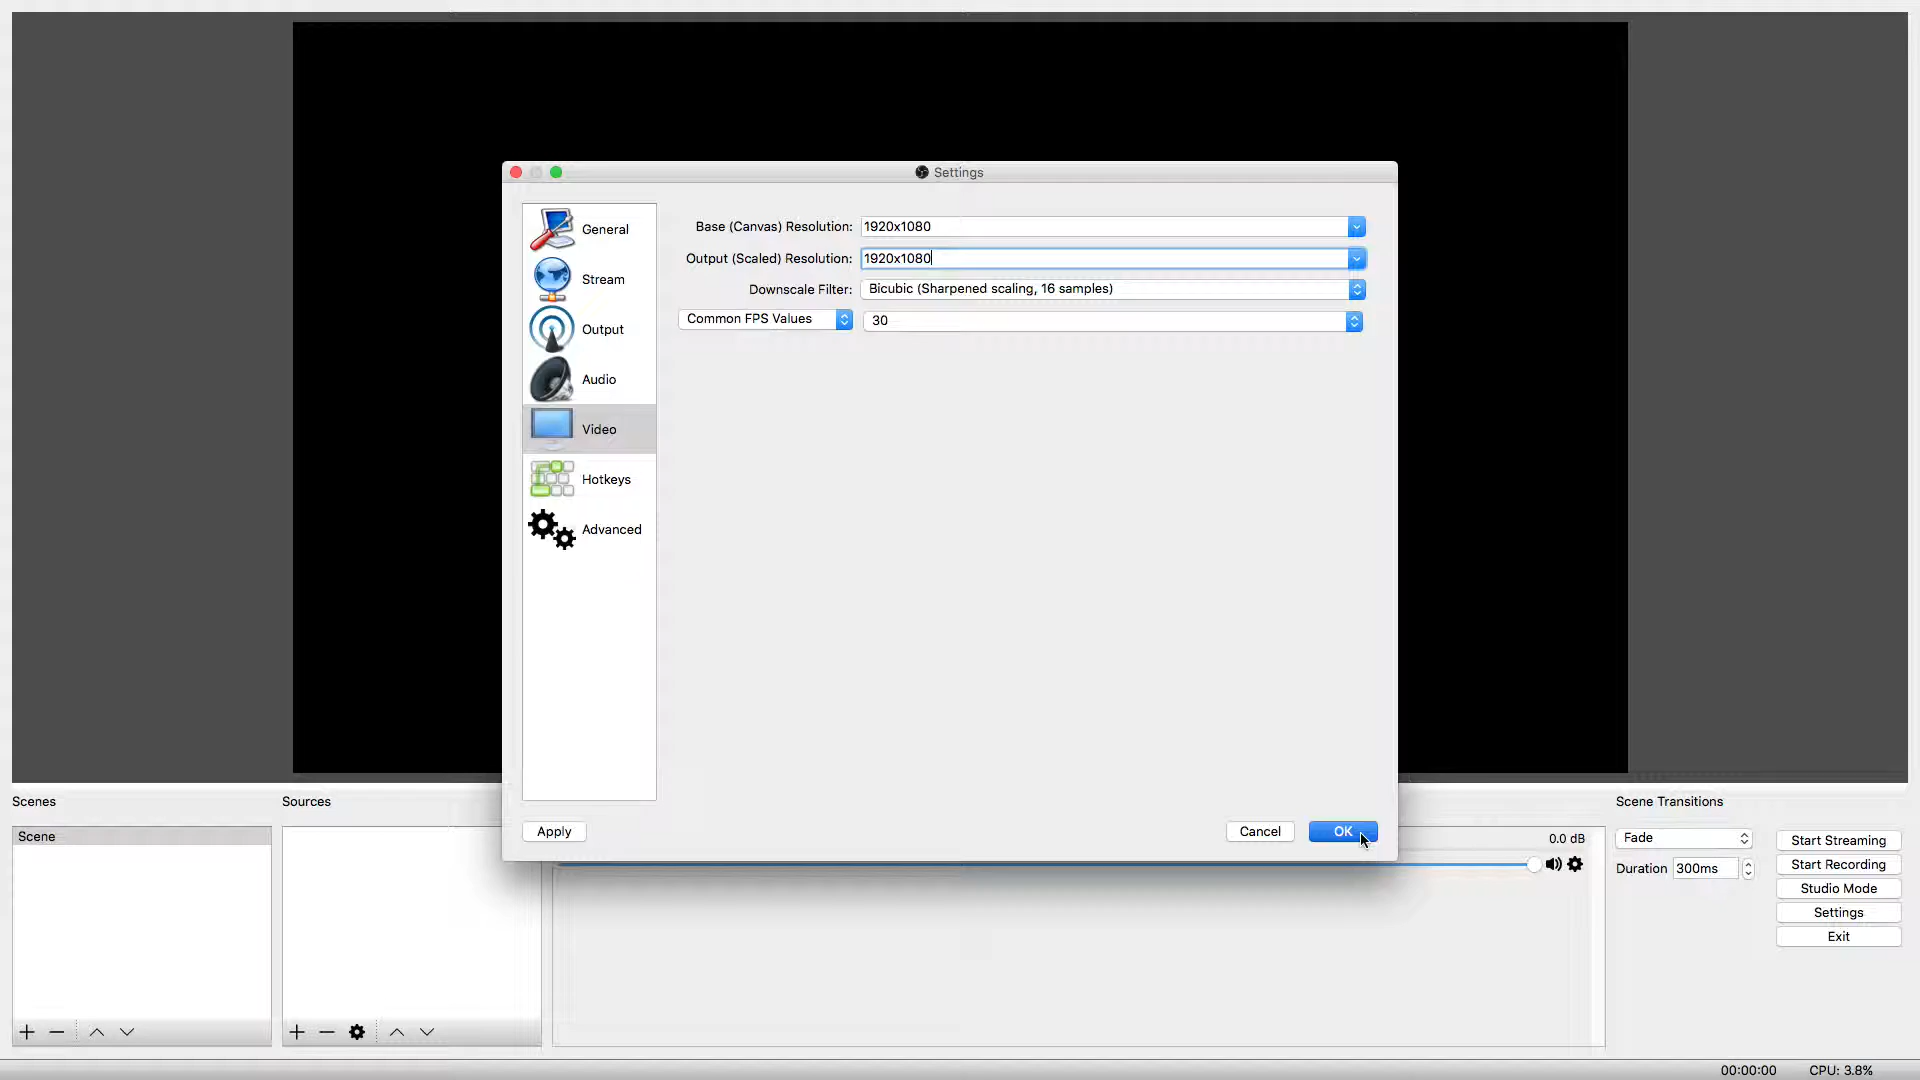 Settings
General
Stream
Output
Audio
Video
Hotkeys
Advanced
Base (Canvas) Resolution: 1920x1080
Output (Scaled) Resolution: 1920x1080
Downscale Filter: Bicubic (Sharpened scaling, 16 samples)
Common FPS Values 30
Apply
Cancel
OK
Scenes
Scene
Sources
0.0 dB
Scene Transitions
Fade
Duration 300ms
Start Streaming
Start Recording
Studio Mode
Settings
Exit
00:00:00 CPU: 3.8%